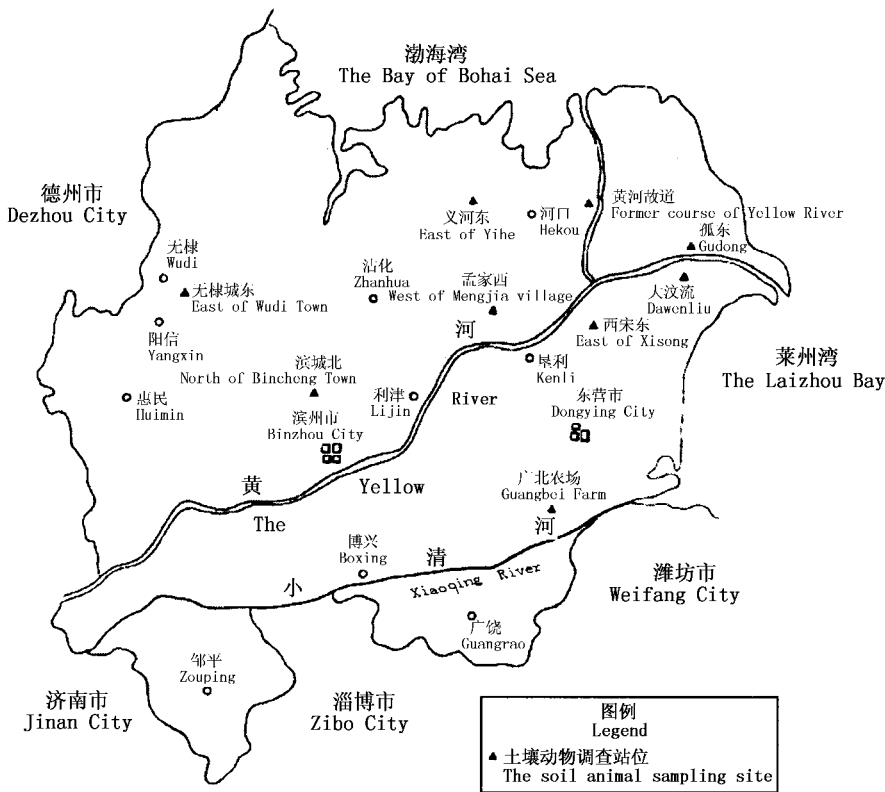 渤海湾
The Bay of Bohai Sea
德州市
Dezhou City
义河东
East of Yihe
河口
Hekou
黄河故道
Former course of Yellow River
孤东
Gudong
无棣
Wudi
无棣城东
East of Wudi Town
沾化
Zhanhua
孟家西
West of Mengjia village
大汶流
Dawenliu
阳信
Yangxin
河
西宋东
East of Xisong
莱州湾
The Laizhou Bay
滨城北
North of Bincheng Town
垦利
Kenli
惠民
Huimin
利津
Lijin
River
东营市
Dongying City
滨州市
Binzhou City
黄
The
Yellow
广北农场
Guangbei Farm
博兴
Boxing
小
清
河
Xiaoqing River
潍坊市
Weifang City
广饶
Guangrao
邹平
Zouping
济南市
Jinan City
淄博市
Zibo City
图例
Legend
土壤动物调查站位
The soil animal sampling site